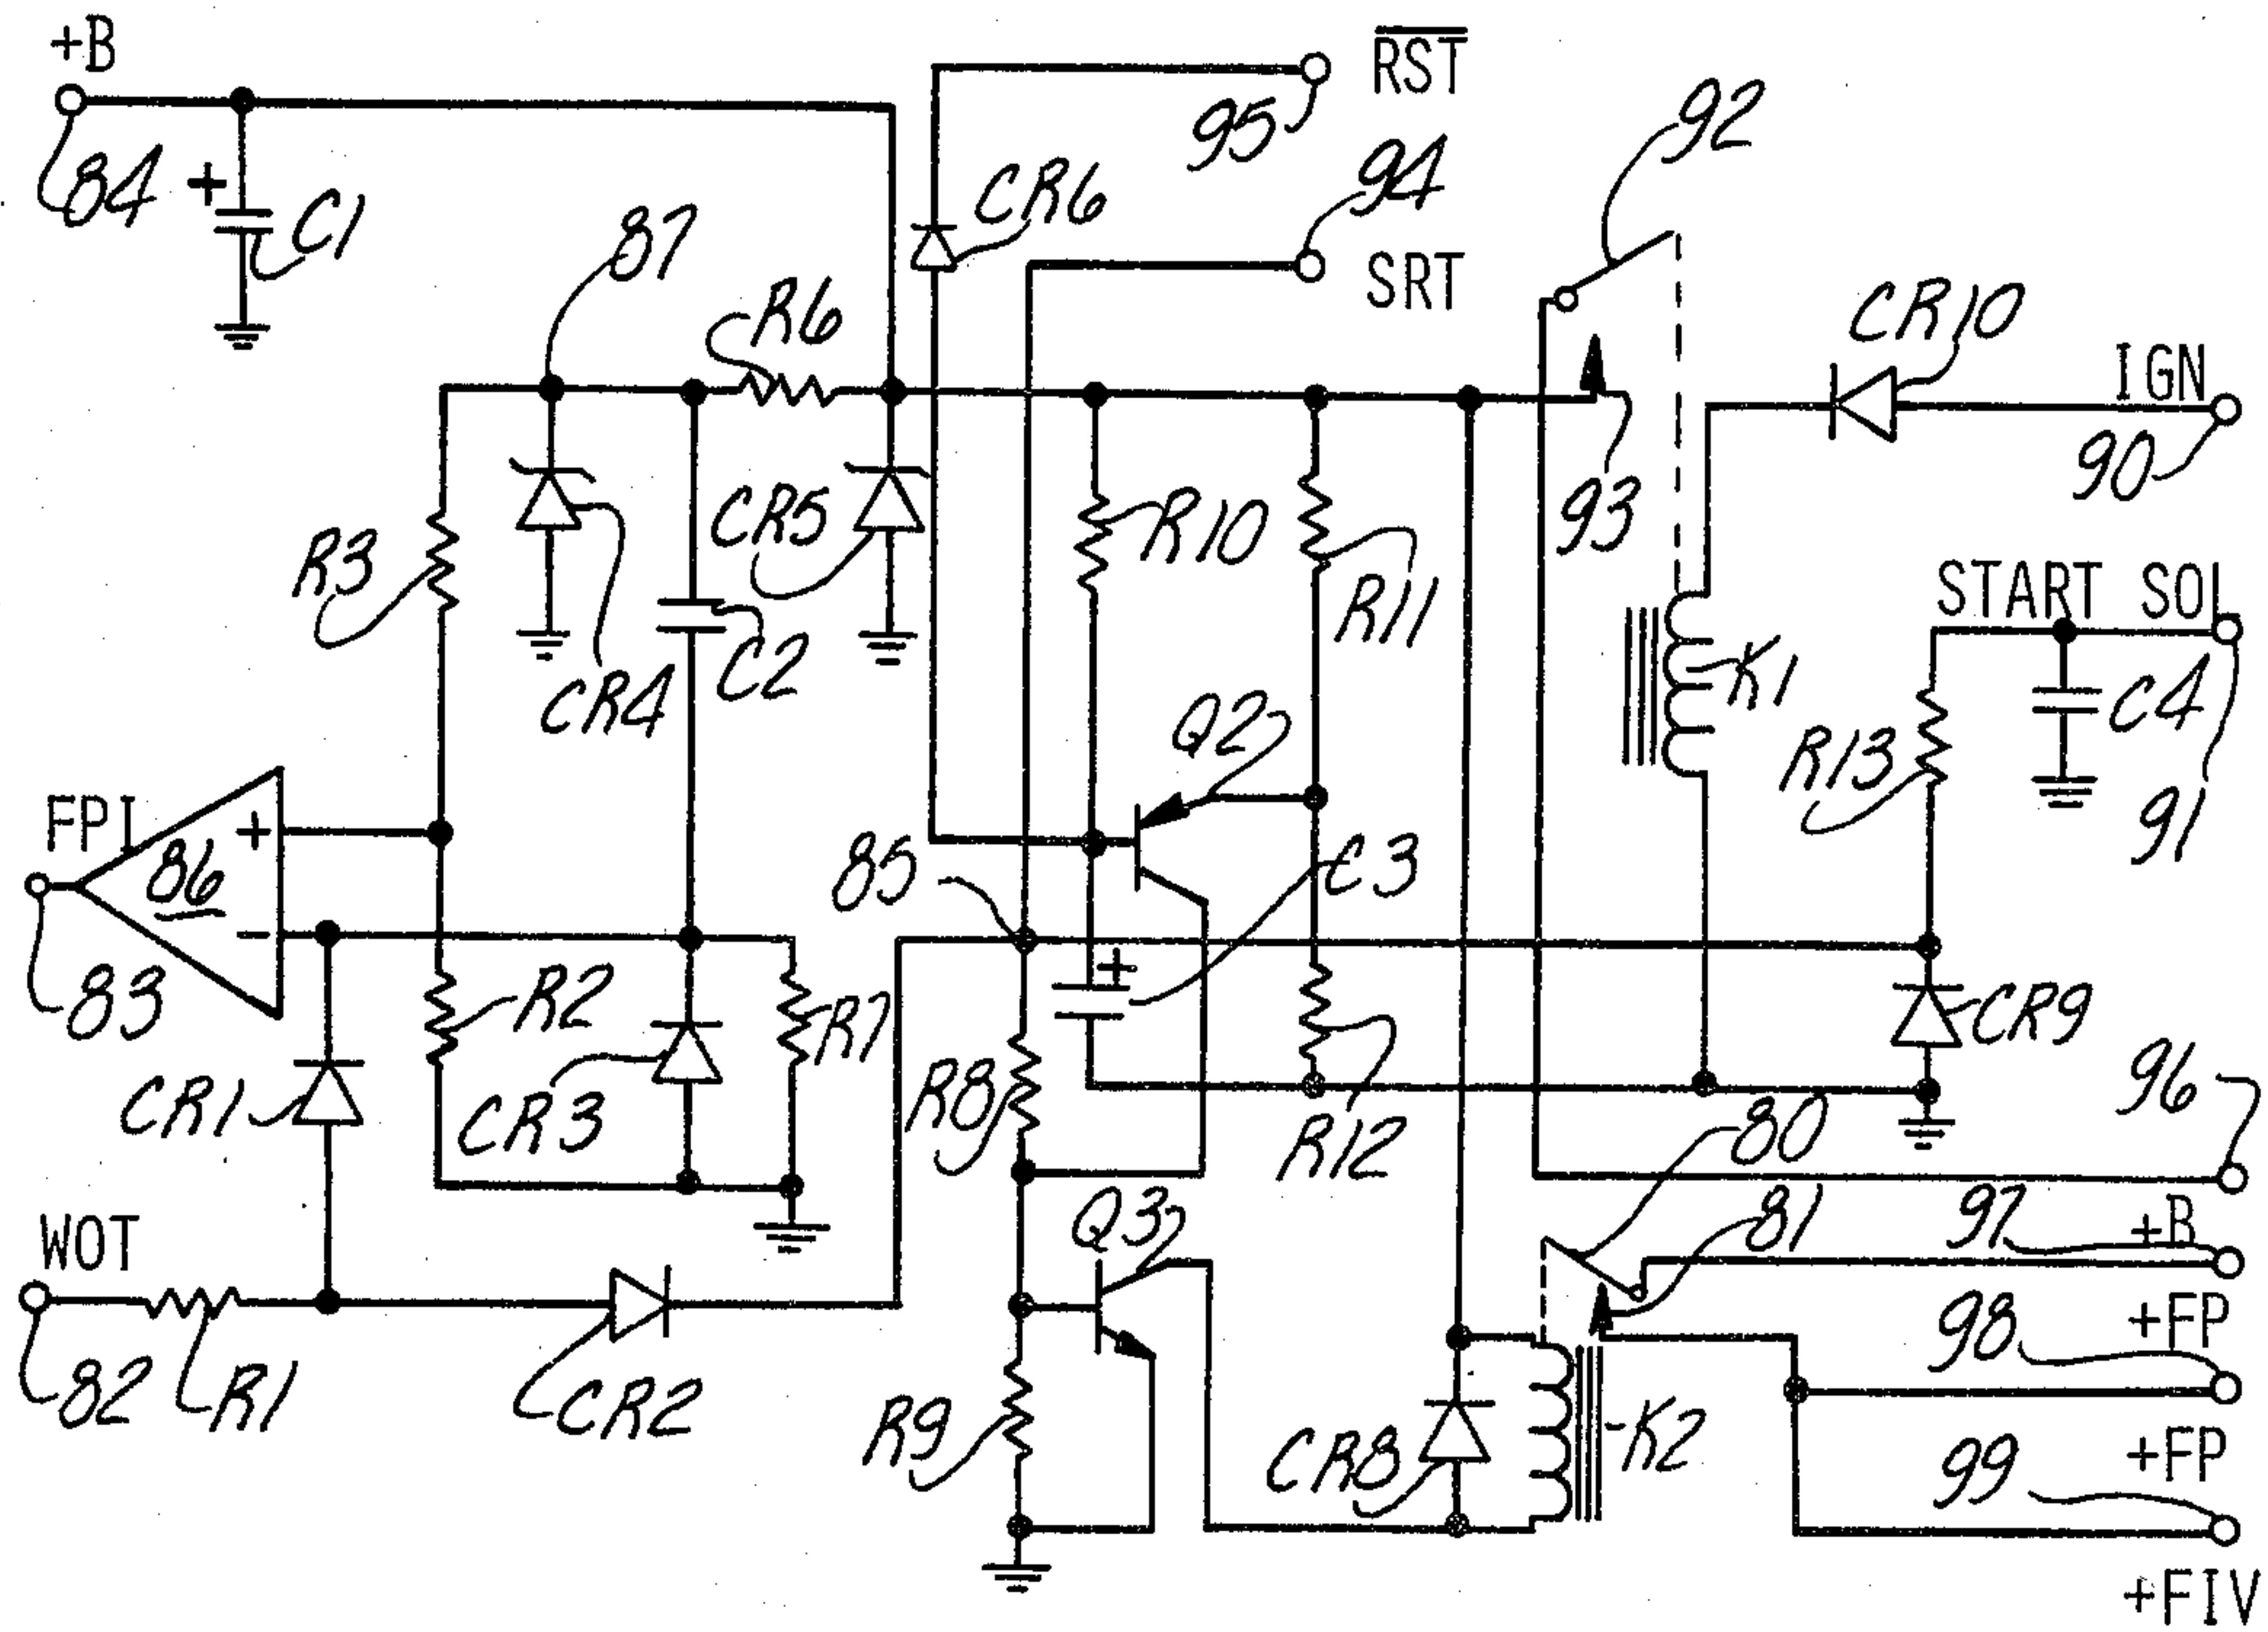 +B
RST
95
92
84
+
C1
87
CR6
94
SRT
R6
CR10
IGN
90
R3
CR5
R10
93
R11
CR4
C2
START SOL
K1
C4
R13
91
Q2
FPI
86
+
-
83
85
C3
+
R2
R7
CR9
CR1
CR3
R8
R12
80
96
WOT
Q3
81
97
+B
82
R1
CR2
98
+FP
R9
CR8
K2
99
+FP
+FIV